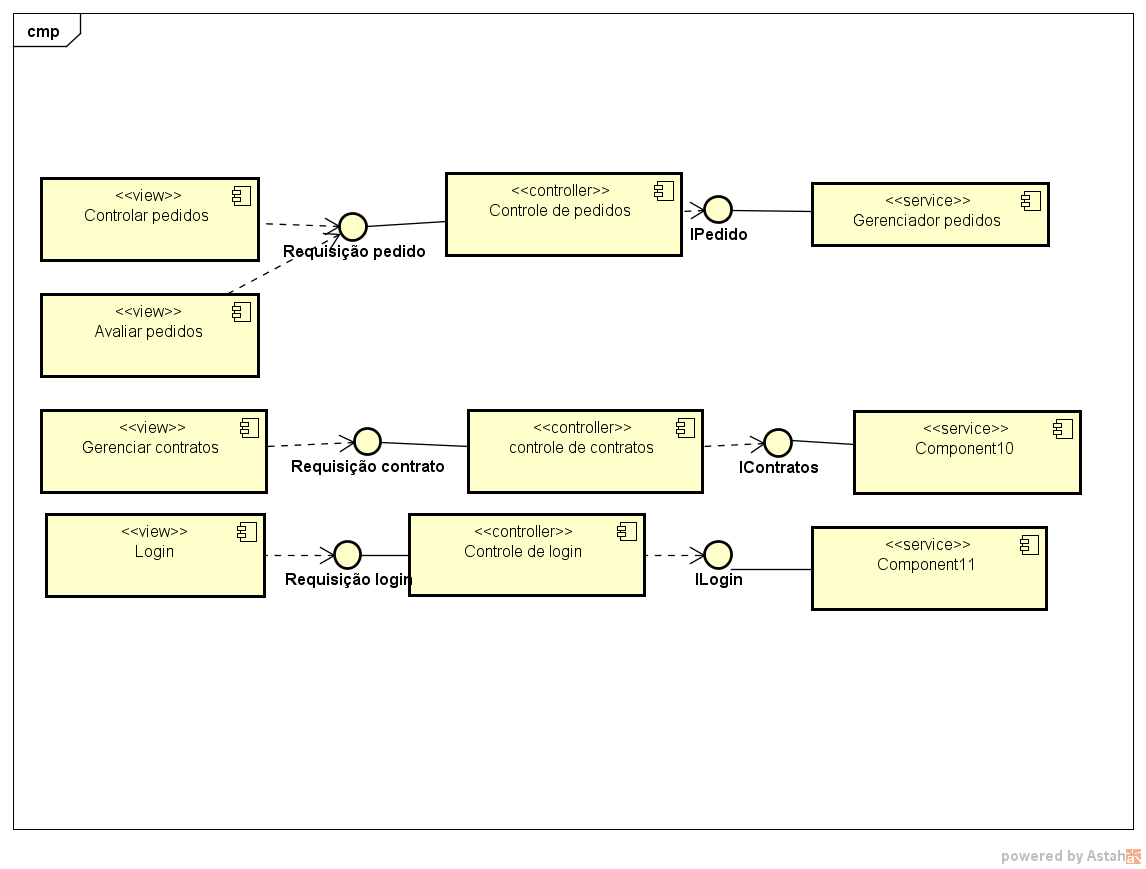 cmp
<<view>>
Controlar pedidos
Requisição pedido
<<controller>>
Controle de pedidos
IPedido
<<service>>
Gerenciador pedidos
<<view>>
Avaliar pedidos
<<view>>
Gerenciar contratos
Requisição contrato
<<controller>>
controle de contratos
IContratos
<<service>>
Component10
<<view>>
Login
Requisição login
<<controller>>
Controle de login
ILogin
<<service>>
Component11
powered by Astah